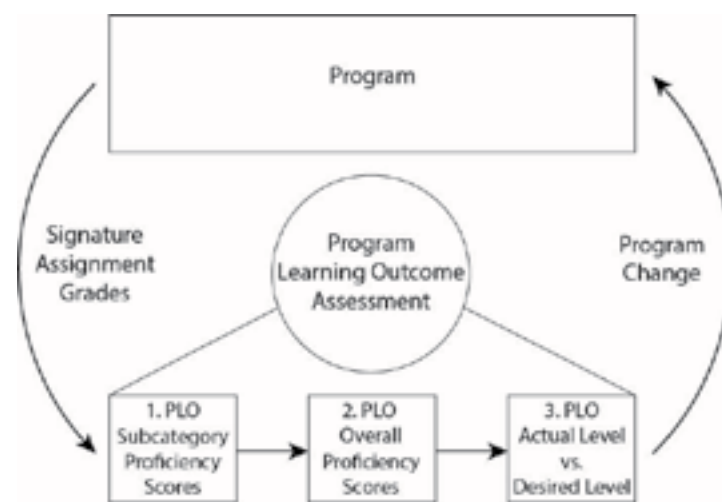 Program
Signature
Assignment
Grades
Program
Learning Outcome
Assessment
Program
Change
1. PLO
Subcategory
Proficiency
Scores
2. PLO
Overall
Proficiency
Scores
3. PLO
Actual Level
vs.
Desired Level